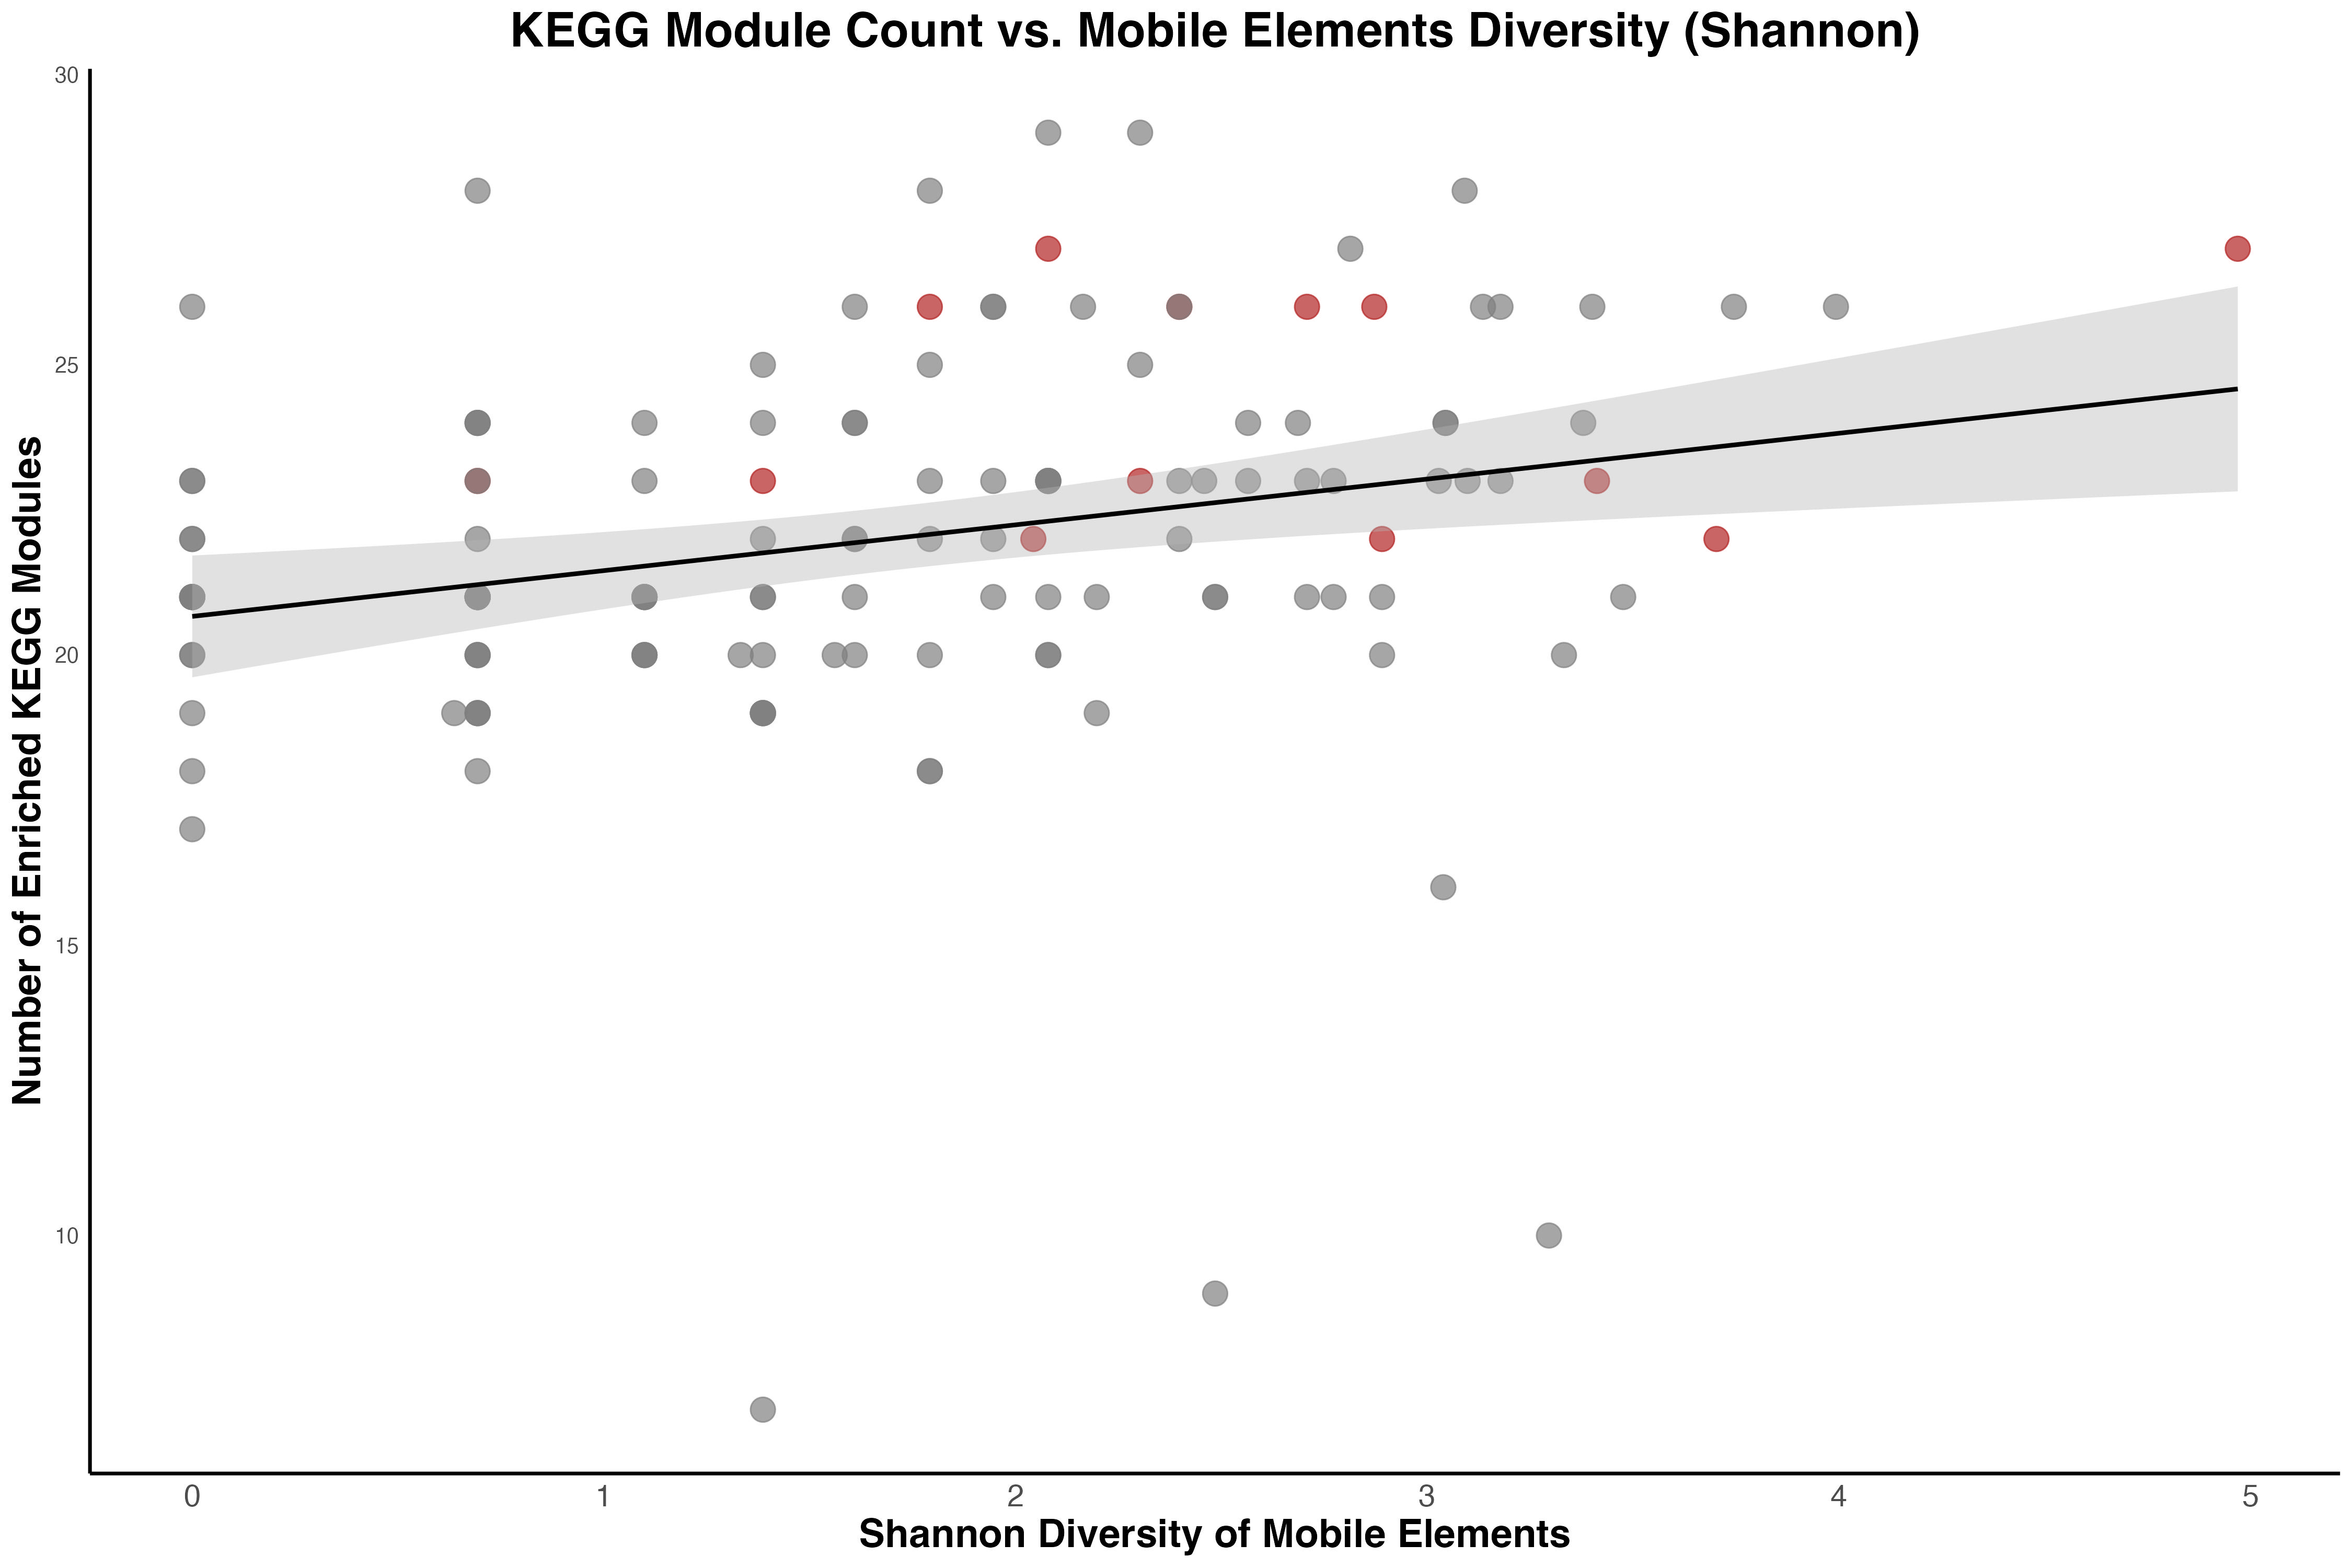 KEGG Module Count vs. Mobile Elements Diversity (Shannon)
Number of Enriched KEGG Modules
30
25
20
15
10
0 1 2 3 4 5
Shannon Diversity of Mobile Elements